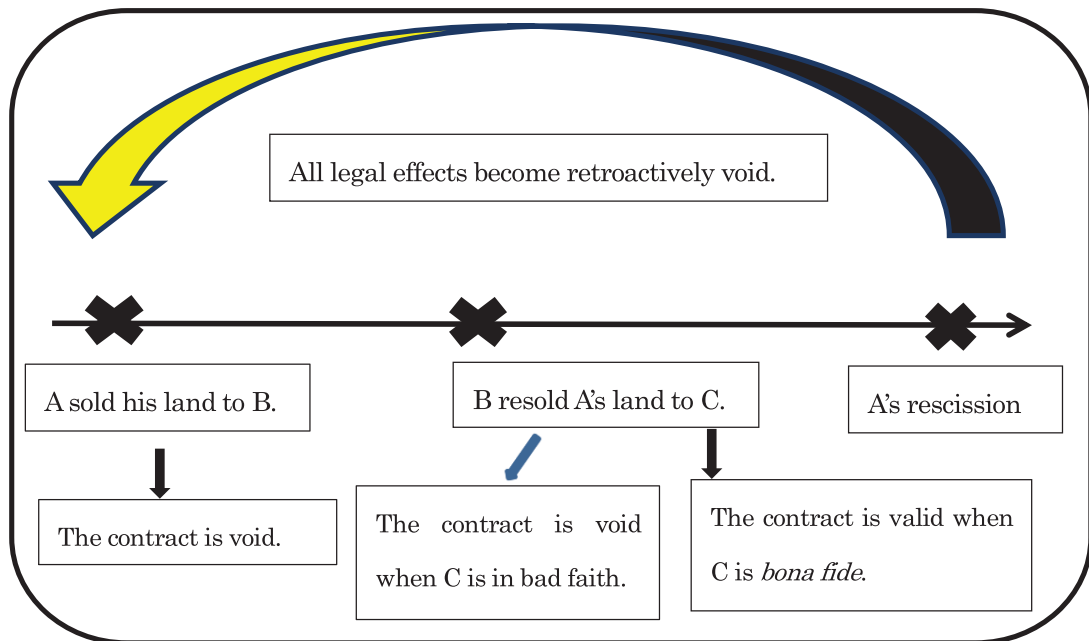 All legal effects become retroactively void.
A sold his land to B.
B resold A's land to C.
A's rescission
The contract is void.
The contract is void
when C is in bad faith.
The contract is valid when
C is bona fide.